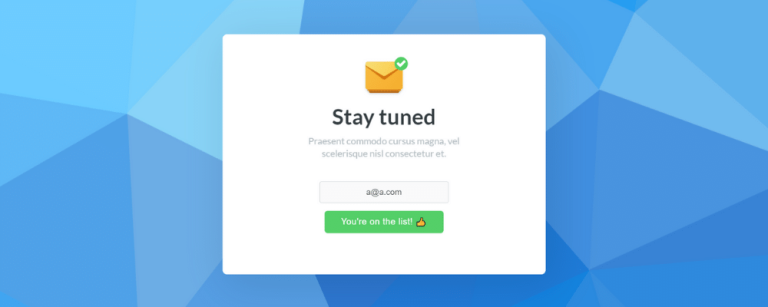 Stay tuned
Praesent commodo cursus magna, vel
scelerisque nisl consectetur et.
a@a.com
You're on the list! 👍